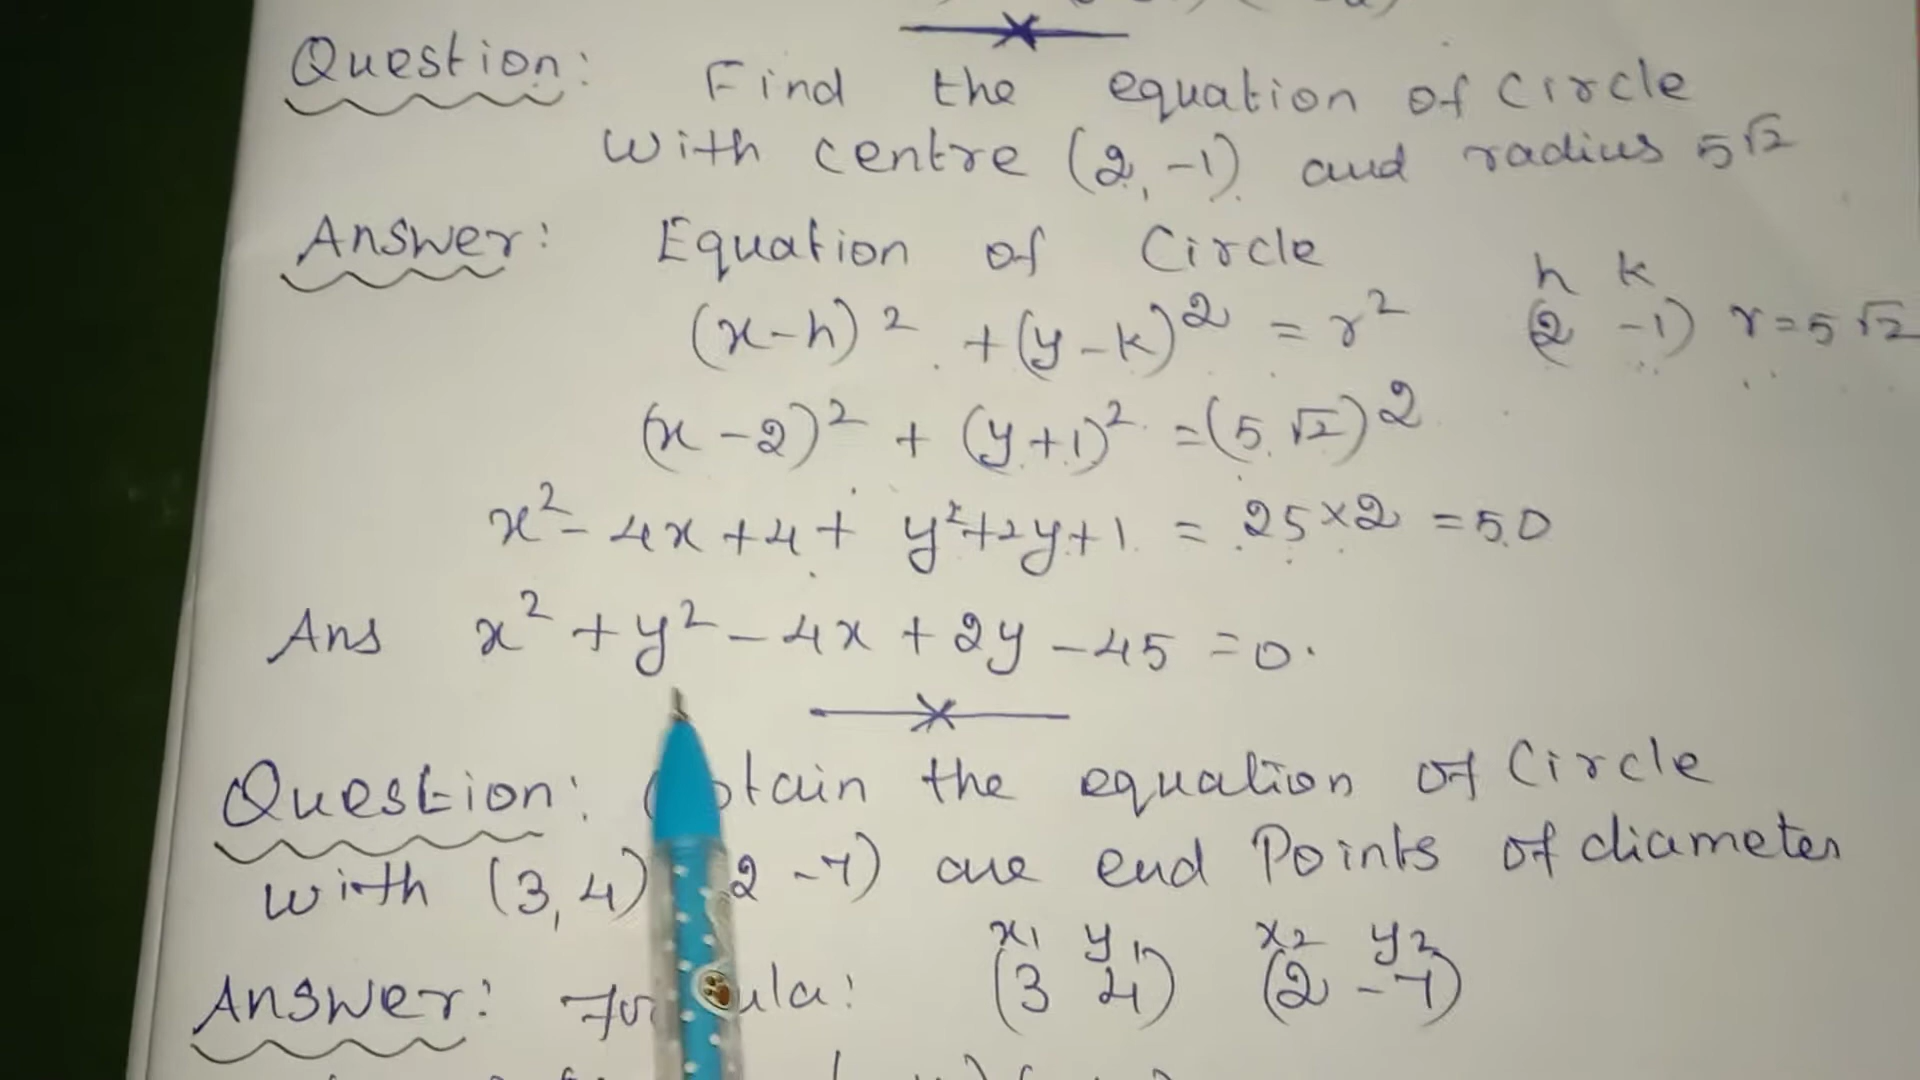 Question: Find the equation of Circle
with centre (2, -1) and radius 5√2
Answer: Equation of Circle
h k
(x-h)² + (y-k)² = r² (2 -1) r=5√2
(x-2)² + (y+1)² = (5√2)²
x² - 4x + 4 + y² + 2y + 1 = 25×2 = 50
Ans x² + y² - 4x + 2y - 45 = 0.
Question: the equation of Circle
with (3, 4) 2 -7) are end Points of diameter
x₁ y₁ x₂ y₂
Answer: (3 4) (2 -7)